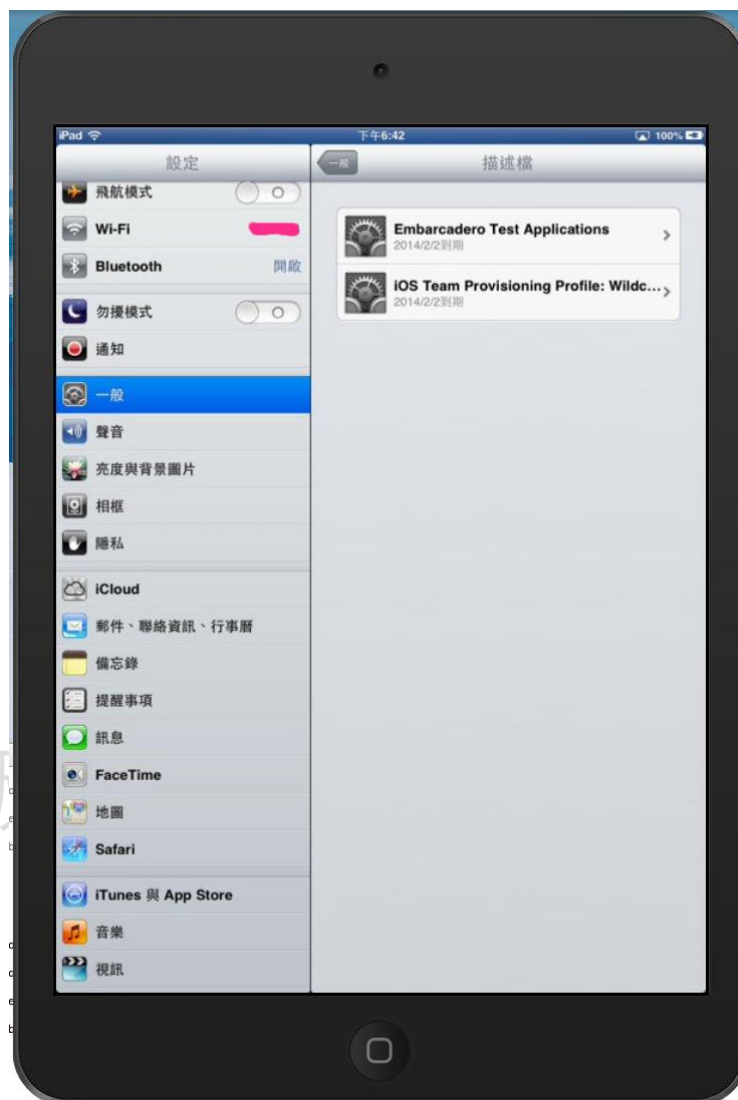 iPad
下午6:42
100%
設定
一般
描述檔
飛航模式
Wi-Fi
Bluetooth
開啟
勿擾模式
通知
一般
聲音
亮度與背景圖片
相框
隱私
iCloud
郵件、聯絡資訊、行事曆
備忘錄
提醒事項
訊息
FaceTime
地圖
Safari
iTunes 與 App Store
音樂
視訊
Embarcadero Test Applications
2014/2/2到期
iOS Team Provisioning Profile: Wildc...
2014/2/2到期